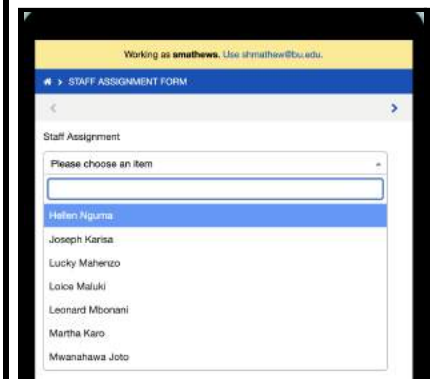 Working as smathews. Use shmathew@bu.edu.
> STAFF ASSIGNMENT FORM
< >
Staff Assignment
Please choose an item
Hellen Nguma
Joseph Karisa
Lucky Mahenzo
Loice Maluki
Leonard Mbonani
Martha Karo
Mwanahawa Joto